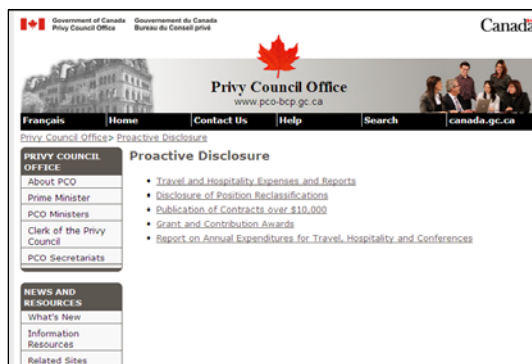 Government of Canada Gouvernement du Canada
Privy Council Office Bureau du Conseil privé
Canada
Privy Council Office
www.pco-bcp.gc.ca
Français Home Contact Us Help Search canada.gc.ca
Privy Council Office> Proactive Disclosure
PRIVY COUNCIL
OFFICE
About PCO
Prime Minister
PCO Ministers
Clerk of the Privy
Council
PCO Secretariats
NEWS AND
RESOURCES
What's New
Information
Resources
Related Sites
Proactive Disclosure
Travel and Hospitality Expenses and Reports
Disclosure of Position Reclassifications
Publication of Contracts over $10,000
Grant and Contribution Awards
Report on Annual Expenditures for Travel, Hospitality and Conferences